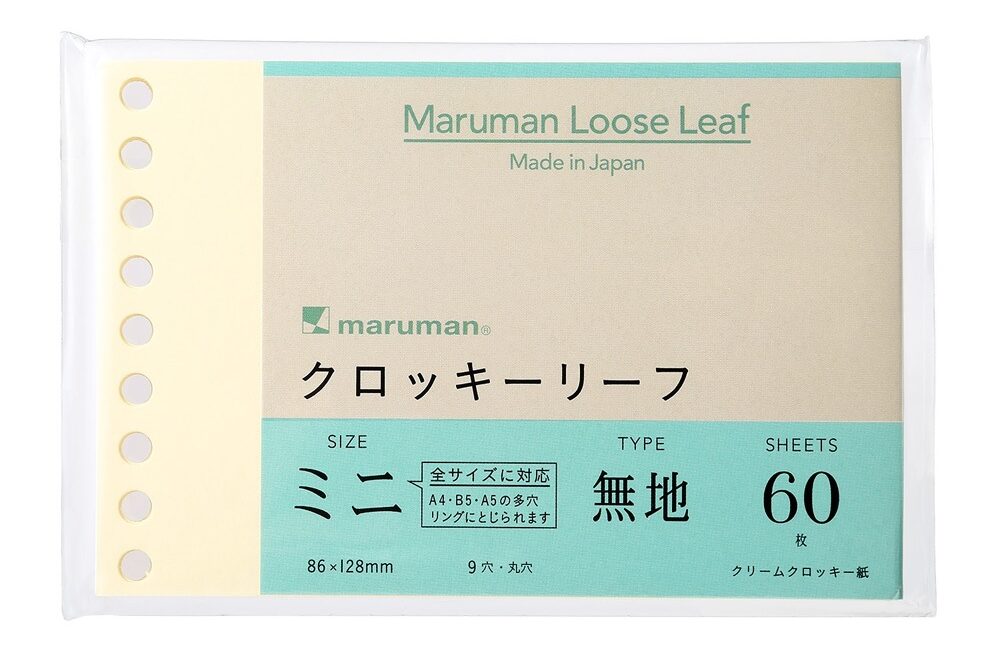 Maruman Loose Leaf
Made in Japan
maruman®
クロッキーリーフ
SIZE
ミニ
全サイズに対応
A4・B5・A5の多穴
リングにとじられます
86×128mm
9穴・丸穴
TYPE
無地
SHEETS
60
枚
クリームクロッキー紙